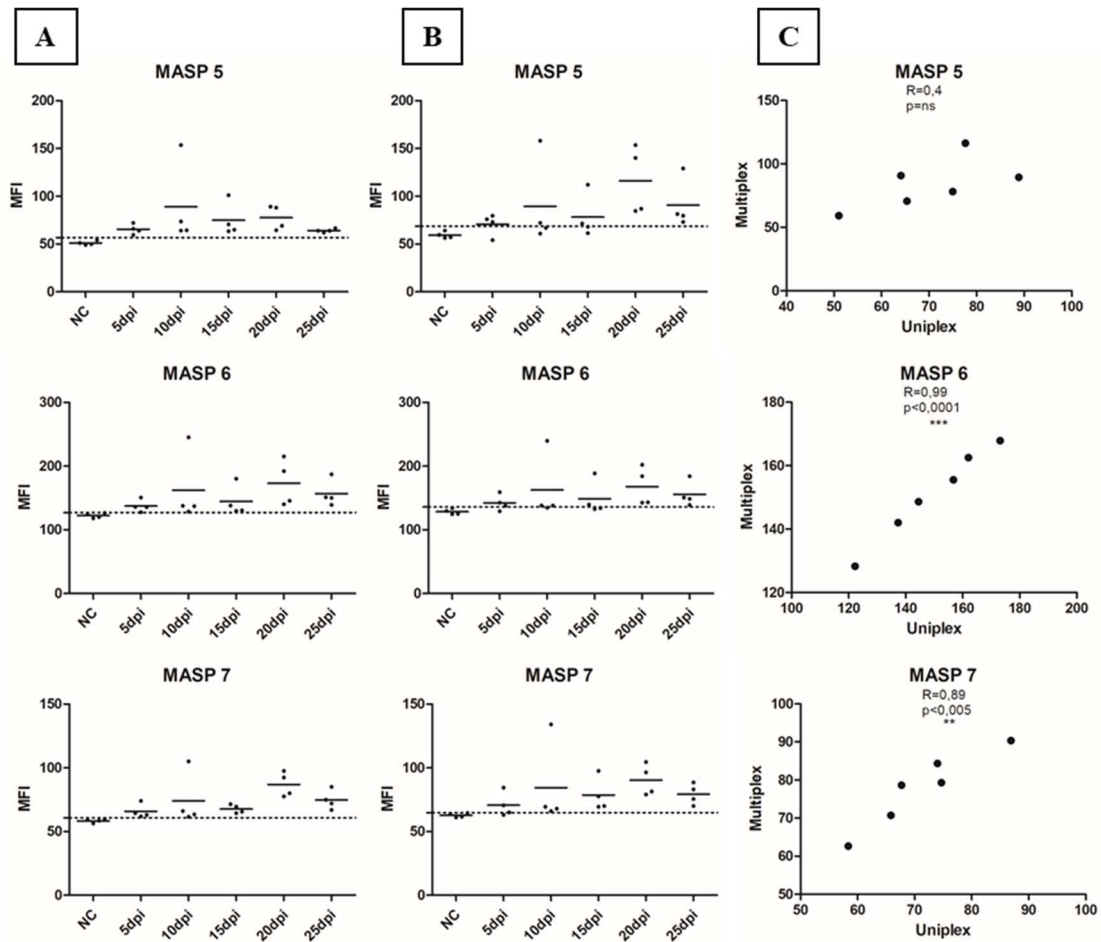 A
B
C
MASP 5
200
150
100
50
0
MFI
NC
5dpi
10dpi
15dpi
20dpi
25dpi
MASP 5
200
150
100
50
0
MFI
NC
5dpi
10dpi
15dpi
20dpi
25dpi
MASP 5
R=0,4
p=ns
150
100
50
0
Multiplex
40 50 60 70 80 90 100
Uniplex
MASP 6
300
200
100
0
MFI
NC
5dpi
10dpi
15dpi
20dpi
25dpi
MASP 6
300
200
100
0
MFI
NC
5dpi
10dpi
15dpi
20dpi
25dpi
MASP 6
R=0,99
p<0,0001
***
180
160
140
120
Multiplex
100 120 140 160 180 200
Uniplex
MASP 7
150
100
50
0
MFI
NC
5dpi
10dpi
15dpi
20dpi
25dpi
MASP 7
150
100
50
0
MFI
NC
5dpi
10dpi
15dpi
20dpi
25dpi
MASP 7
R=0,89
p<0,005
**
100
90
80
70
60
50
Multiplex
50 60 70 80 90 100
Uniplex